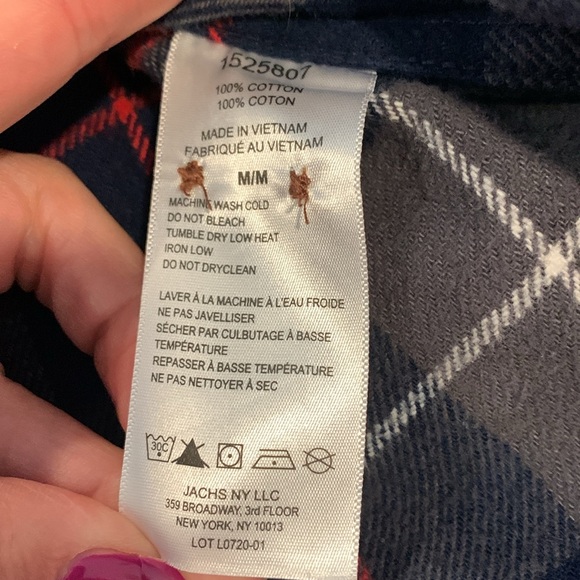 1525807
100% COTTON
100% COTON
MADE IN VIETNAM
FABRIQUÉ AU VIETNAM
M/M
MACHINE WASH COLD
DO NOT BLEACH
TUMBLE DRY LOW HEAT
IRON LOW
DO NOT DRYCLEAN
LAVER À LA MACHINE À L'EAU FROIDE
NE PAS JAVELLISER
SÉCHER PAR CULBUTAGE À BASSE
TEMPÉRATURE
REPASSER À BASSE TEMPÉRATURE
NE PAS NETTOYER À SEC
30C
JACHS NY LLC
359 BROADWAY, 3rd FLOOR
NEW YORK, NY 10013
LOT L0720-01